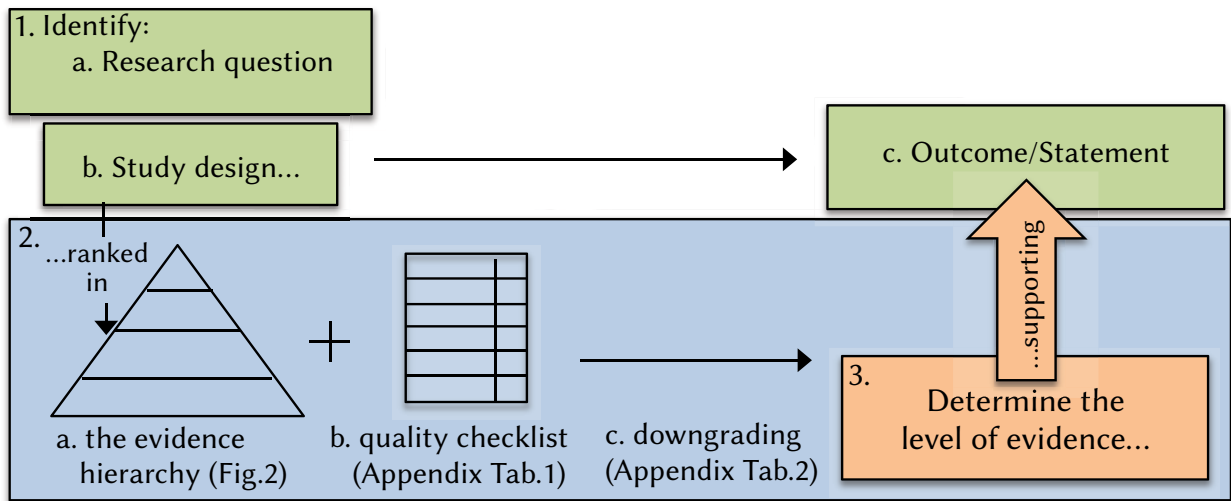 1. Identify:
a. Research question
b. Study design...
c. Outcome/Statement
2.
...ranked
in
a. the evidence
hierarchy (Fig.2)
b. quality checklist
(Appendix Tab.1)
c. downgrading
(Appendix Tab.2)
3.
Determine the
level of evidence...
...supporting